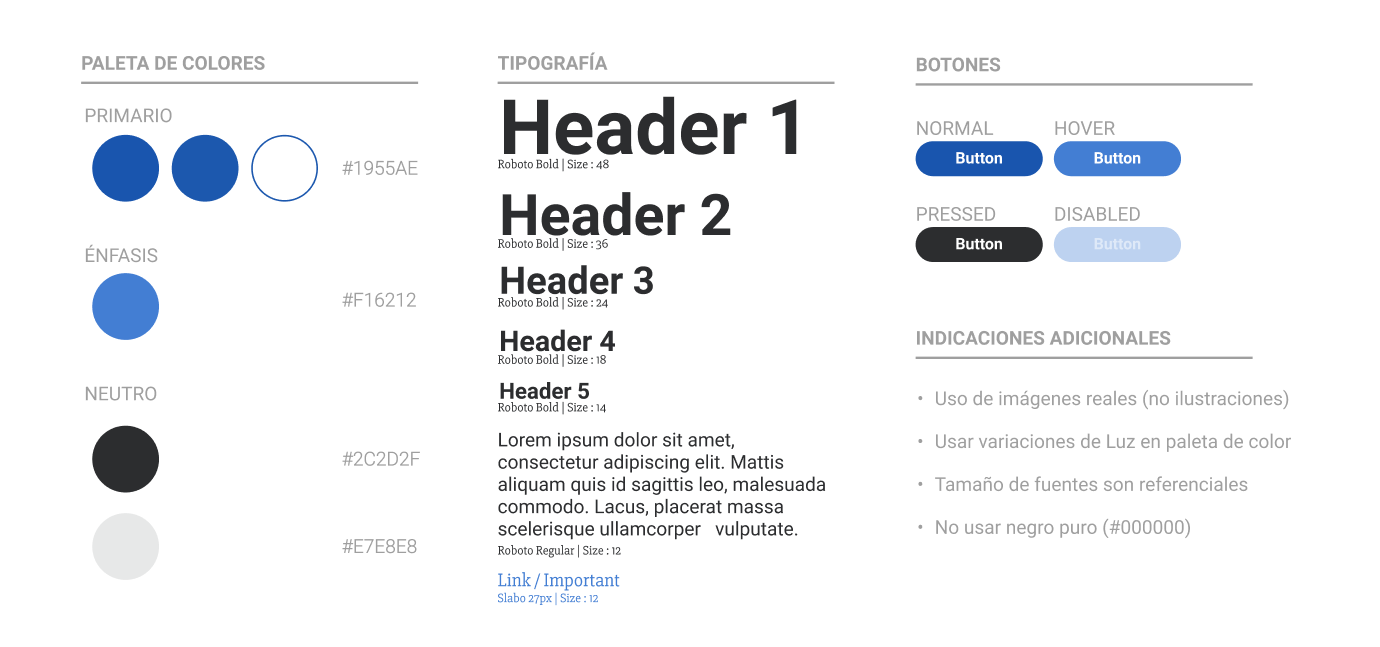 PALETA DE COLORES
PRIMARIO
#1955AE
ÉNFASIS
#F16212
NEUTRO
#2C2D2F
#E7E8E8
TIPOGRAFÍA
Header 1
Roboto Bold | Size : 48
Header 2
Roboto Bold | Size : 36
Header 3
Roboto Bold | Size : 24
Header 4
Roboto Bold | Size : 18
Header 5
Roboto Bold | Size : 14
Lorem ipsum dolor sit amet,
consectetur adipiscing elit. Mattis
aliquam quis id sagittis leo, malesuada
commodo. Lacus, placerat massa
scelerisque ullamcorper vulputate.
Roboto Regular | Size : 12
Link / Important
Slabo 27px | Size : 12
BOTONES
NORMAL HOVER
Button Button
PRESSED DISABLED
Button Button
INDICACIONES ADICIONALES
• Uso de imágenes reales (no ilustraciones)
• Usar variaciones de Luz en paleta de color
• Tamaño de fuentes son referenciales
• No usar negro puro (#000000)